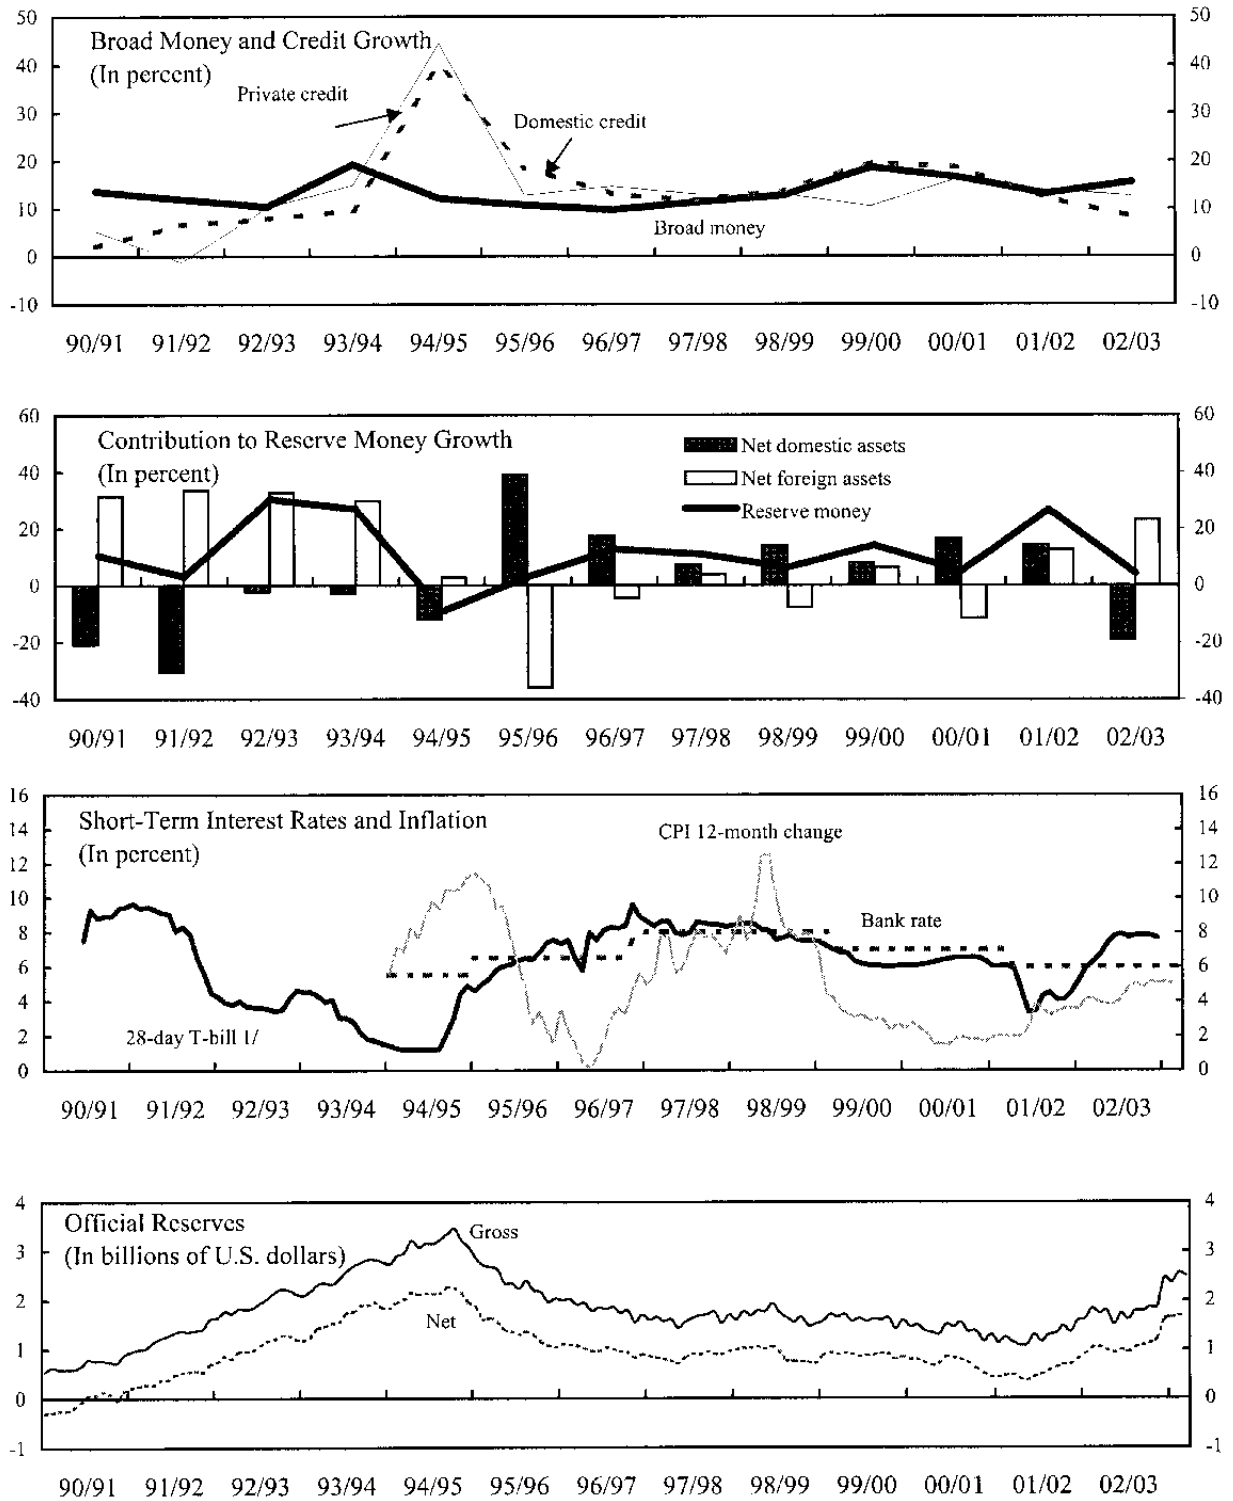 50 50
Broad Money and Credit Growth
40 40
(In percent)
Private credit
30 30
Domestic credit
20 20
10 10
Broad money
0 0
-10 -10
90/91 91/92 92/93 93/94 94/95 95/96 96/97 97/98 98/99 99/00 00/01 01/02 02/03
60 60
Contribution to Reserve Money Growth
Net domestic assets
(In percent)
40 40
Net foreign assets
Reserve money
20 20
0 0
-20 -20
-40 -40
90/91 91/92 92/93 93/94 94/95 95/96 96/97 97/98 98/99 99/00 00/01 01/02 02/03
16 16
Short-Term Interest Rates and Inflation
CPI 12-month change
14 14
(In percent)
12 12
10 10
Bank rate
8 8
6 6
4 4
28-day T-bill 1/
2 2
0 0
90/91 91/92 92/93 93/94 94/95 95/96 96/97 97/98 98/99 99/00 00/01 01/02 02/03
4 4
Official Reserves
Gross
(In billions of U.S. dollars)
3 3
2 2
Net
1 1
0 0
-1 -1
90/91 91/92 92/93 93/94 94/95 95/96 96/97 97/98 98/99 99/00 00/01 01/02 02/03